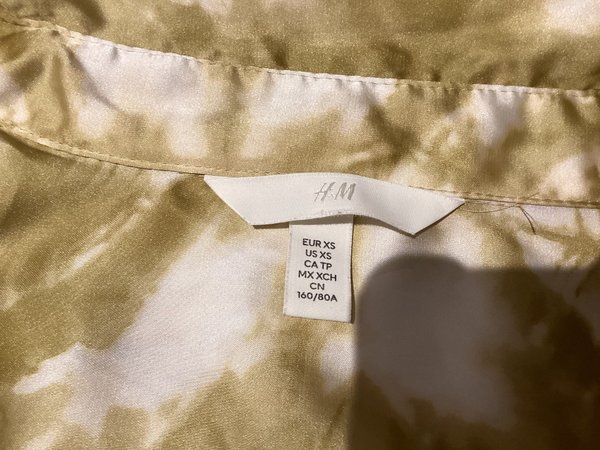 H&M
EUR XS
US XS
CA TP
MX XCH
CN
160/80A